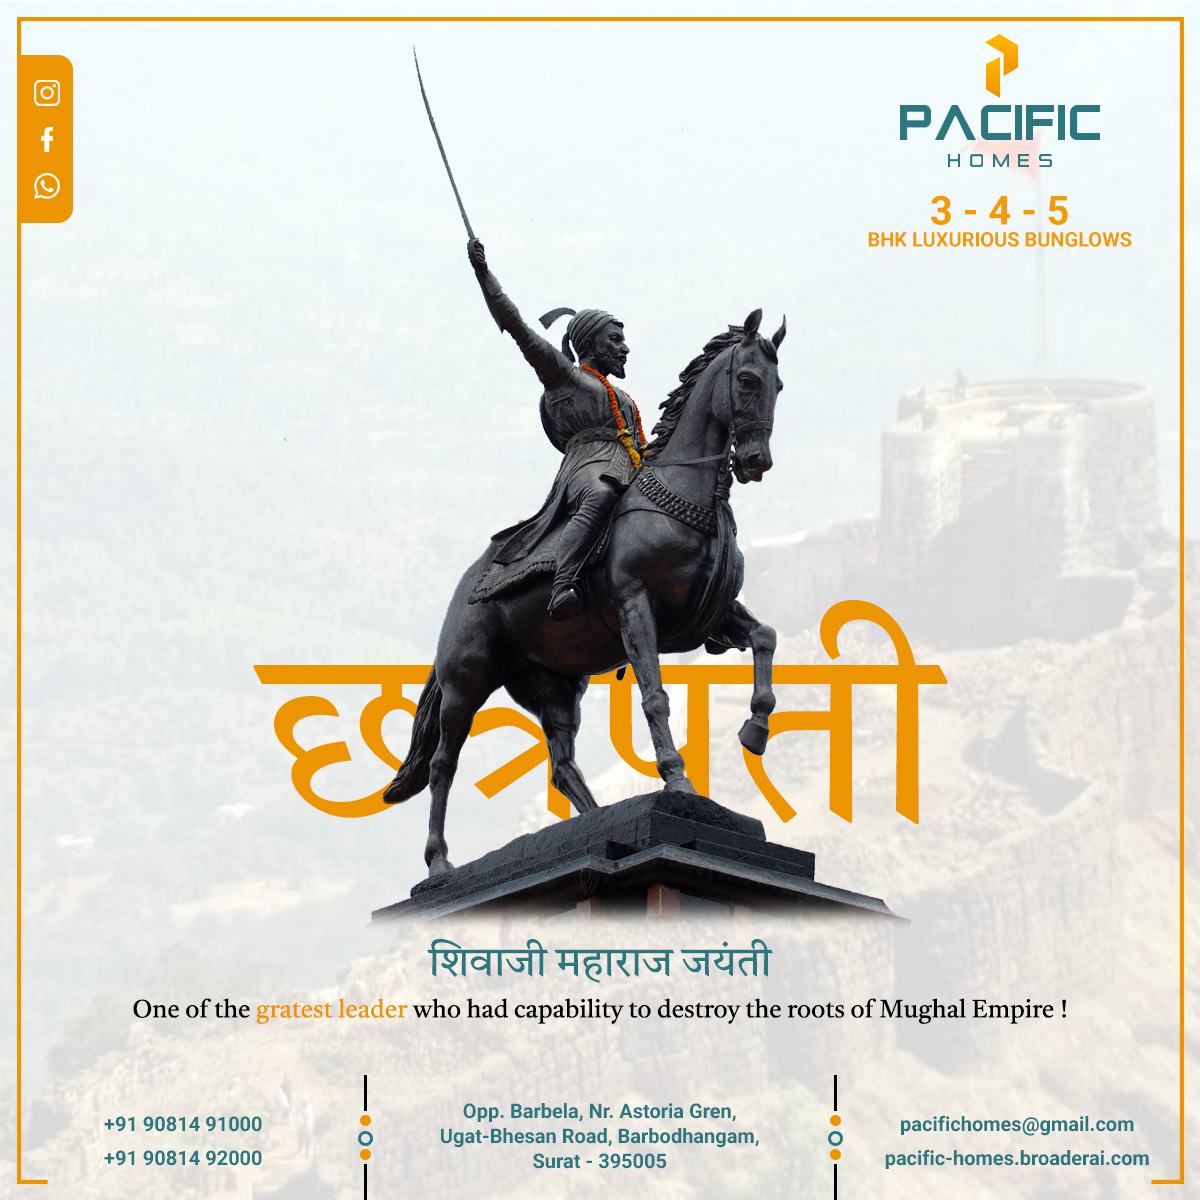 PACIFIC
HOMES
3 - 4 - 5
BHK LUXURIOUS BUNGLOWS
छत्रपती
शिवाजी महाराज जयंती
One of the gratest leader who had capability to destroy the roots of Mughal Empire !
+91 90814 91000
+91 90814 92000
Opp. Barbela, Nr. Astoria Gren,
Ugat-Bhesan Road, Barbodhangam,
Surat - 395005
pacifichomes@gmail.com
pacific-homes.broaderai.com